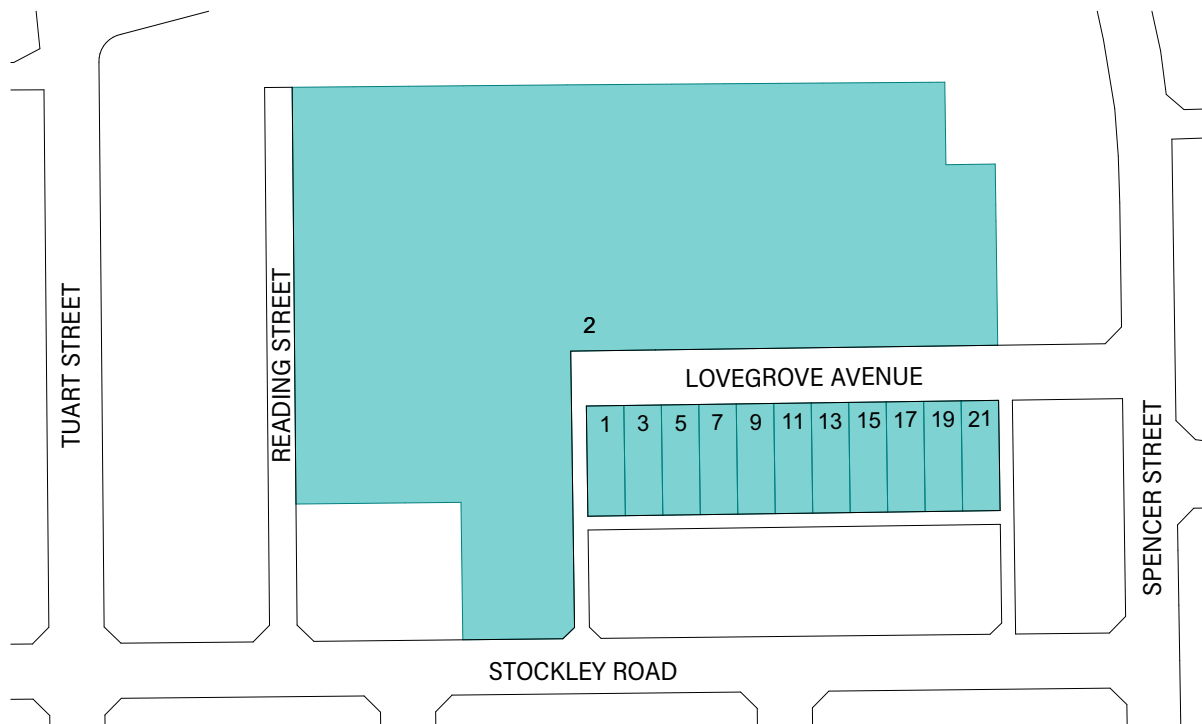 2
LOVEGROVE AVENUE
TUART STREET
READING STREET
1 3 5 7 9 11 13 15 17 19 21
SPENCER STREET
STOCKLEY ROAD